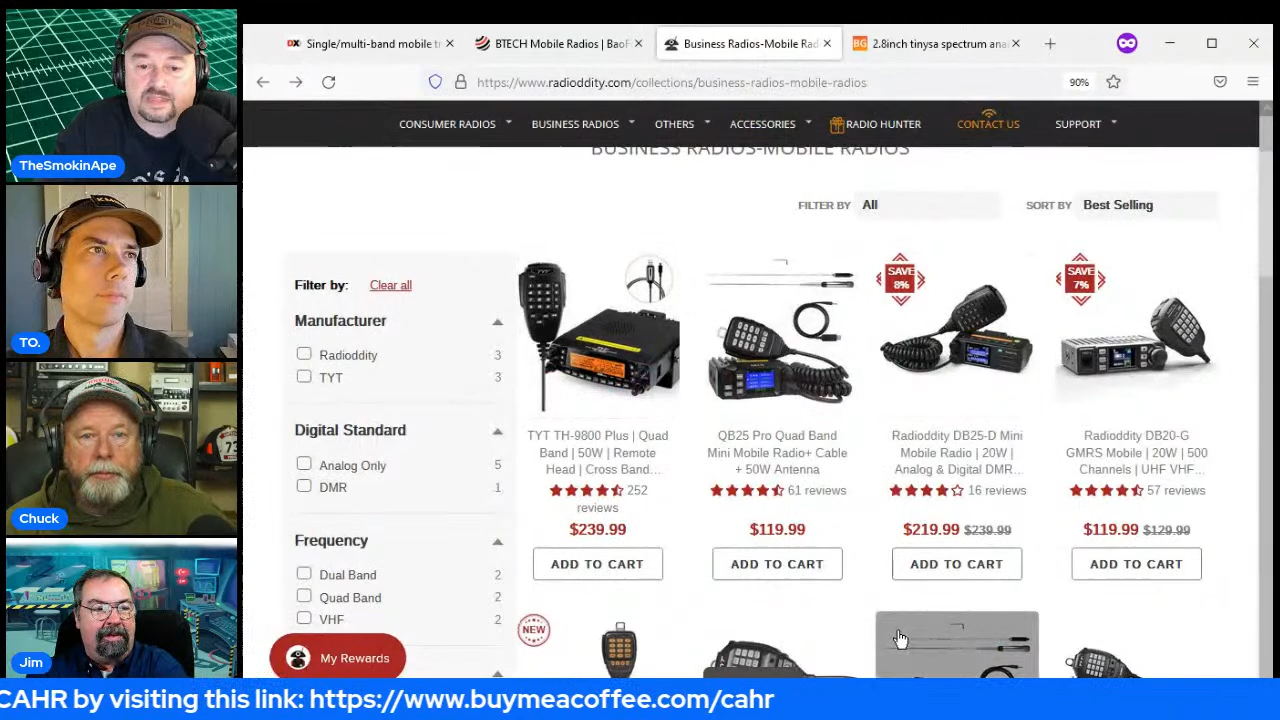 TheSmokinApe
TO.
Chuck
Jim
Single/multi-band mobile tr
BTECH Mobile Radios | BaoF
Business Radios-Mobile Rad
BG
2.8inch tinysa spectrum ana
https://www.radioddity.com/collections/business-radios-mobile-radios
90%
CONSUMER RADIOS
BUSINESS RADIOS
OTHERS
ACCESSORIES
RADIO HUNTER
CONTACT US
SUPPORT
BUSINESS RADIOS-MOBILE RADIOS
FILTER BY All
SORT BY Best Selling
Filter by: Clear all
Manufacturer
Radioddity 3
TYT 3
Digital Standard
Analog Only 5
DMR 1
Frequency
Dual Band 2
Quad Band 2
VHF 2
My Rewards
TYT TH-9800 Plus | Quad
Band | 50W | Remote
Head | Cross Band...
252
reviews
$239.99
ADD TO CART
QB25 Pro Quad Band
Mini Mobile Radio+ Cable
+ 50W Antenna
61 reviews
$119.99
ADD TO CART
SAVE
8%
Radioddity DB25-D Mini
Mobile Radio | 20W |
Analog & Digital DMR...
16 reviews
$219.99 $239.99
ADD TO CART
SAVE
7%
Radioddity DB20-G
GMRS Mobile | 20W | 500
Channels | UHF VHF...
57 reviews
$119.99 $129.99
ADD TO CART
NEW
CAHR by visiting this link: https://www.buymeacoffee.com/cahr